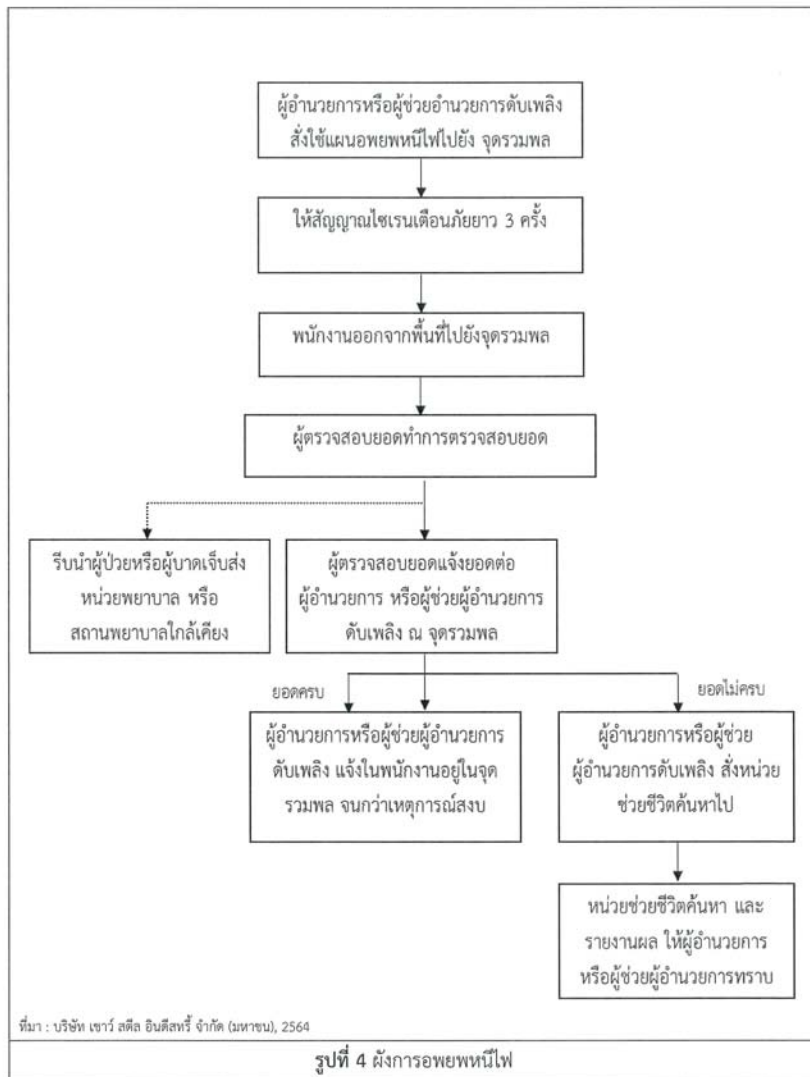 ผู้อำนวยการหรือผู้ช่วยอำนวยการดับเพลิง
สั่งใช้แผนอพยพหนีไฟไปยัง จุดรวมพล
ให้สัญญาณไซเรนเตือนภัยยาว 3 ครั้ง
พนักงานออกจากพื้นที่ไปยังจุดรวมพล
ผู้ตรวจสอบยอดทำการตรวจสอบยอด
รีบนำผู้ป่วยหรือผู้บาดเจ็บส่ง
หน่วยพยาบาล หรือ
สถานพยาบาลใกล้เคียง
ผู้ตรวจสอบยอดแจ้งยอดต่อ
ผู้อำนวยการ หรือผู้ช่วยผู้อำนวยการ
ดับเพลิง ณ จุดรวมพล
ยอดครบ
ยอดไม่ครบ
ผู้อำนวยการหรือผู้ช่วยผู้อำนวยการ
ดับเพลิง แจ้งในพนักงานอยู่ในจุด
รวมพล จนกว่าเหตุการณ์สงบ
ผู้อำนวยการหรือผู้ช่วย
ผู้อำนวยการดับเพลิง สั่งหน่วย
ช่วยชีวิตค้นหาไป
หน่วยช่วยชีวิตค้นหา และ
รายงานผล ให้ผู้อำนวยการ
หรือผู้ช่วยผู้อำนวยการทราบ
ที่มา : บริษัท เชาว์ สตีล อินดัสทรี้ จำกัด (มหาชน), 2564
รูปที่ 4 ผังการอพยพหนีไฟ